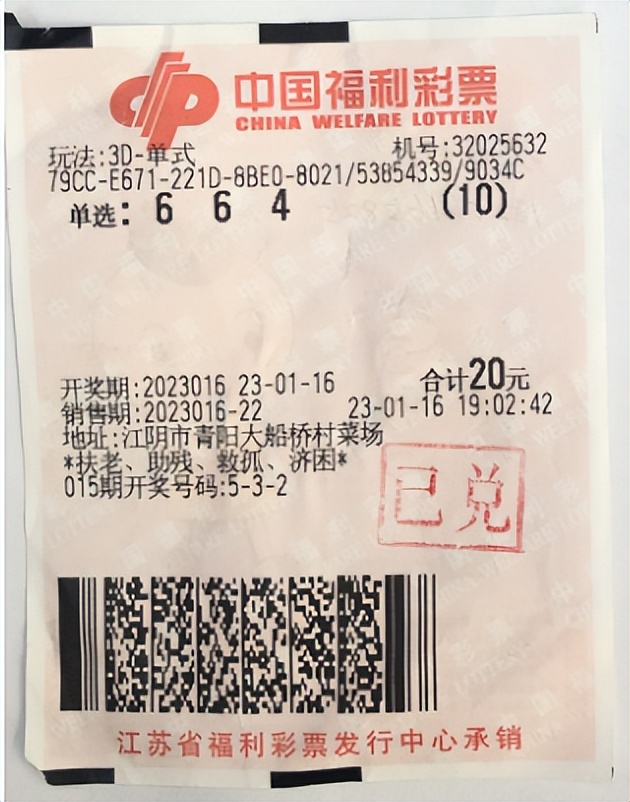 中国福利彩票
CHINA WELFARE LOTTERY
玩法:3D-单式 机号:32025632
79CC-E671-221D-8BE0-8021/53854339/9034C
单选: 6 6 4 (10)
开奖期:2023016 23-01-16 合计20元
销售期:2023016-22 23-01-16 19:02:42
地址:江阴市青阳大船桥村菜场
*扶老、助残、救孤、济困*
015期开奖号码:5-3-2
已兑
江苏省福利彩票发行中心承销